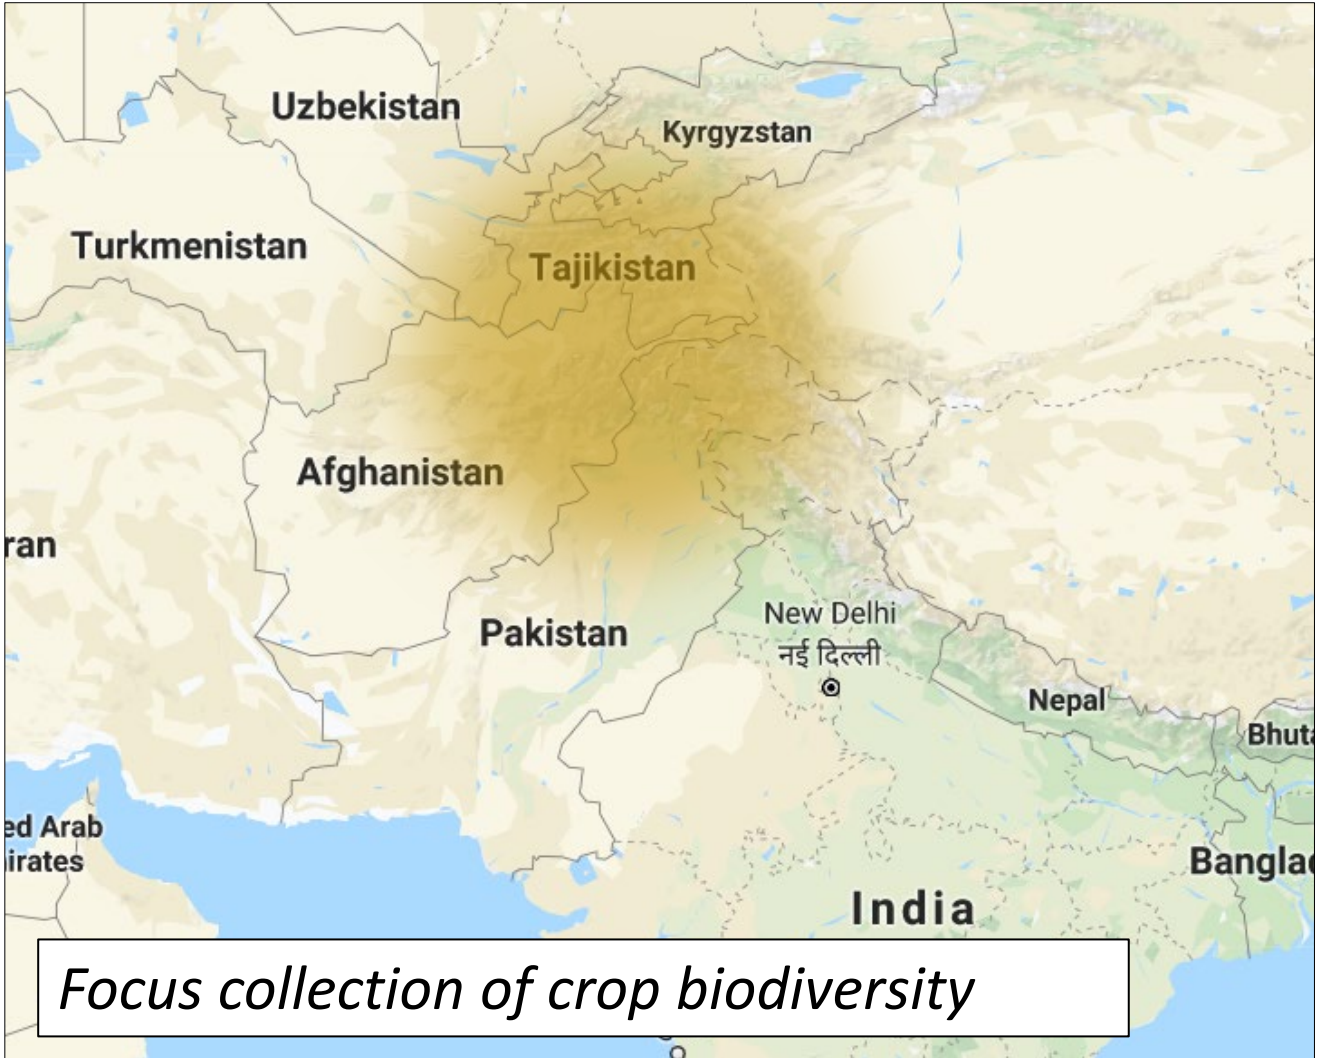 Uzbekistan
Kyrgyzstan
Turkmenistan
Tajikistan
Afghanistan
ran
Pakistan
New Delhi
नई दिल्ली
Nepal
Bhuta
ed Arab
irates
Banglad
India
Focus collection of crop biodiversity